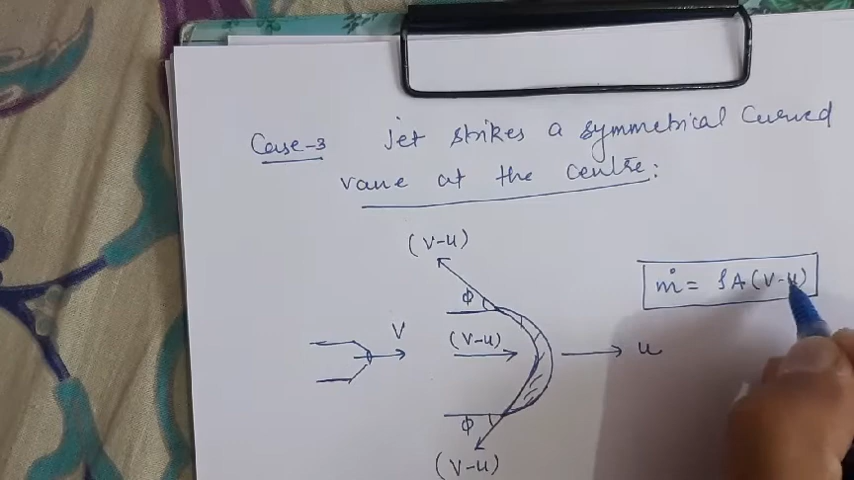 Case-3 jet strikes a symmetrical curved
vane at the centre:
(V-u)
ϕ
ṁ = ρA(V-u)
V
(V-u)
u
ϕ
(V-u)